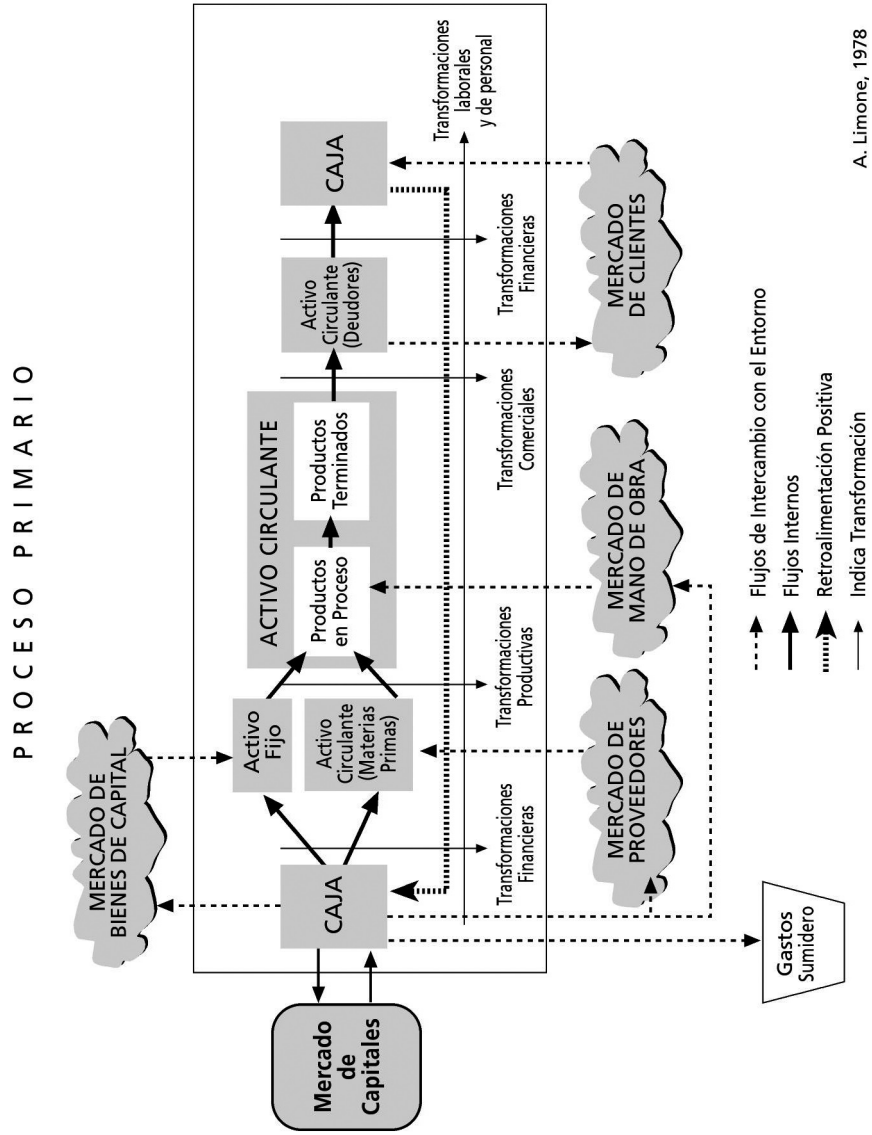 PROCESO PRIMARIO
MERCADO DE
BIENES DE CAPITAL
Mercado
de
Capitales
CAJA
Activo
Fijo
Activo
Circulante
(Materias
Primas)
ACTIVO CIRCULANTE
Productos
en Proceso
Productos
Terminados
Activo
Circulante
(Deudores)
CAJA
Transformaciones
Financieras
Transformaciones
Productivas
Transformaciones
Comerciales
Transformaciones
Financieras
Transformaciones
laborales
y de personal
Gastos
Sumidero
MERCADO DE
PROVEEDORES
MERCADO DE
MANO DE OBRA
MERCADO
DE CLIENTES
Flujos de Intercambio con el Entorno
Flujos Internos
Retroalimentación Positiva
Indica Transformación
A. Limone, 1978